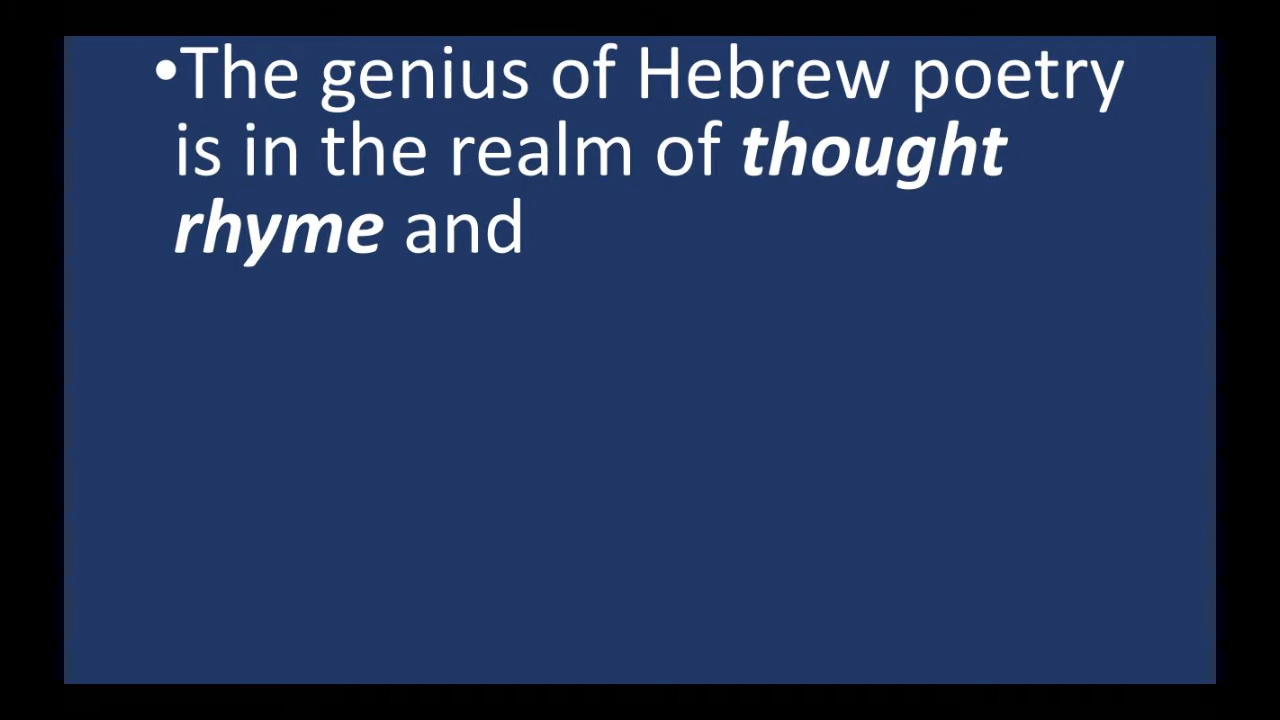 •The genius of Hebrew poetry
is in the realm of thought
rhyme and